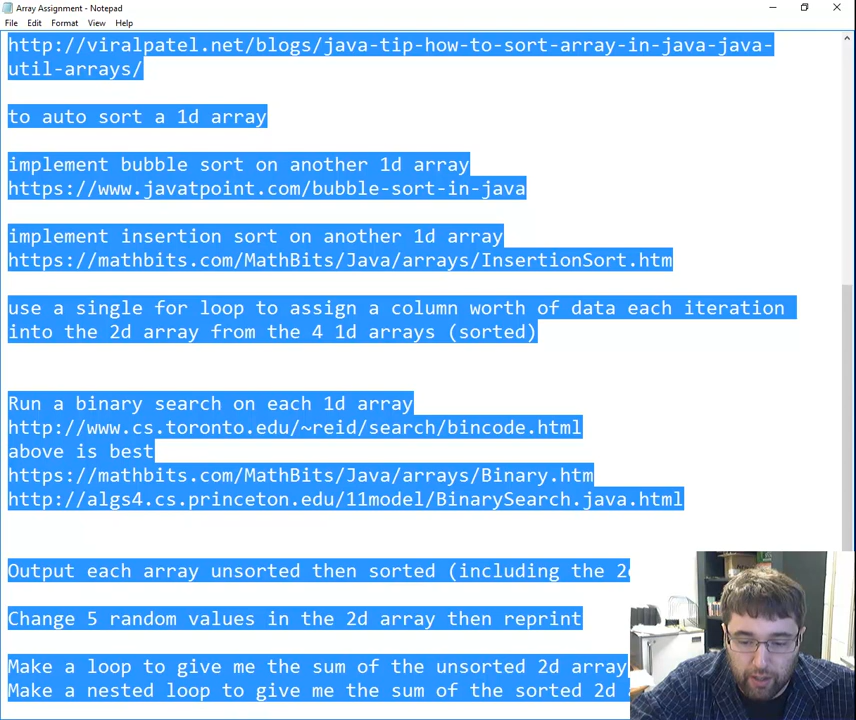 Array Assignment - Notepad
File Edit Format View Help
http://viralpatel.net/blogs/java-tip-how-to-sort-array-in-java-java-
util-arrays/
to auto sort a 1d array
implement bubble sort on another 1d array
https://www.javatpoint.com/bubble-sort-in-java
implement insertion sort on another 1d array
https://mathbits.com/MathBits/Java/arrays/InsertionSort.htm
use a single for loop to assign a column worth of data each iteration
into the 2d array from the 4 1d arrays (sorted)
Run a binary search on each 1d array
http://www.cs.toronto.edu/~reid/search/bincode.html
above is best
https://mathbits.com/MathBits/Java/arrays/Binary.htm
http://algs4.cs.princeton.edu/11model/BinarySearch.java.html
Output each array unsorted then sorted (including the
Change 5 random values in the 2d array then reprint
Make a loop to give me the sum of the unsorted 2d array
Make a nested loop to give me the sum of the sorted 2d